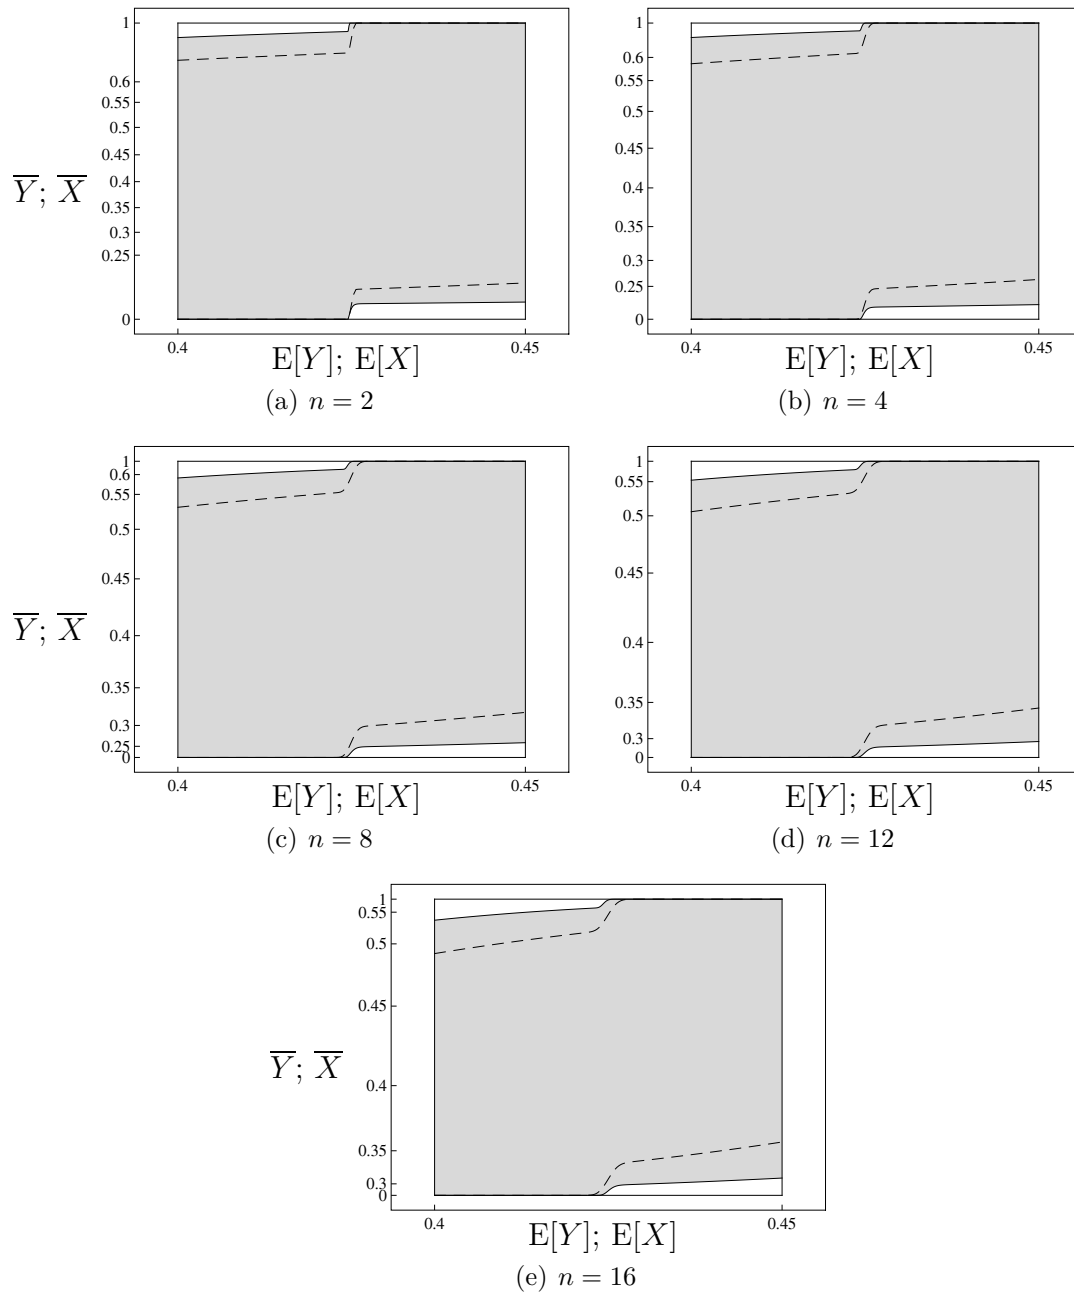 1 1
0.6 0.6
0.55 0.55
0.5 0.5
0.45 0.45
Y; X
0.4 0.4
0.35 0.35
0.25 0.3
0.25
0 0
0.4 0.45 0.4 0.45
E[Y]; E[X] E[Y]; E[X]
(a) n = 2 (b) n = 4
1 1
0.6 0.55
0.55
0.5 0.5
0.45 0.45
Y; X
0.4 0.4
0.35 0.35
0.3 0.3
0.25
0 0
0.4 0.45 0.4 0.45
E[Y]; E[X] E[Y]; E[X]
(c) n = 8 (d) n = 12
1
0.55
0.5
0.45
Y; X
0.4
0.35
0.3
0
0.4 0.45
E[Y]; E[X]
(e) n = 16